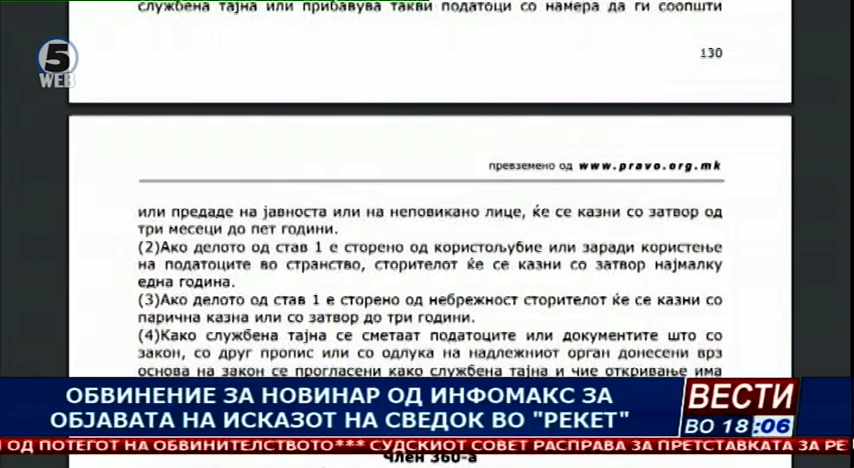 службена тајна или прибавува такви податоци со намера да ги соопшти
130
5
WEB
превземено од www.pravo.org.mk
или предаде на јавноста или на неповикано лице, ќе се казни со затвор од
три месеци до пет години.
(2)Ако делото од став 1 е сторено од користољубие или заради користење
на податоците во странство, сторителот ќе се казни со затвор најмалку
една година.
(3)Ако делото од став 1 е сторено од небрежност сторителот ќе се казни со
парична казна или со затвор до три години.
(4)Како службена тајна се сметаат податоците или документите што со
закон, со друг пропис или со одлука на надлежниот орган донесени врз
основа на закон се прогласени како службена тајна и чие откривање има
ОБВИНЕНИЕ ЗА НОВИНАР ОД ИНФОМАКС ЗА
ОБЈАВАТА НА ИСКАЗОТ НА СВЕДОК ВО "РЕКЕТ"
ВЕСТИ
ВО 18:06
И ОД ПОТЕГОТ НА ОБВИНИТЕЛСТВОТО*** СУДСКИОТ СОВЕТ РАСПРАВА ЗА ПРЕТСТАВКАТА ЗА РЕ
Член 360-а